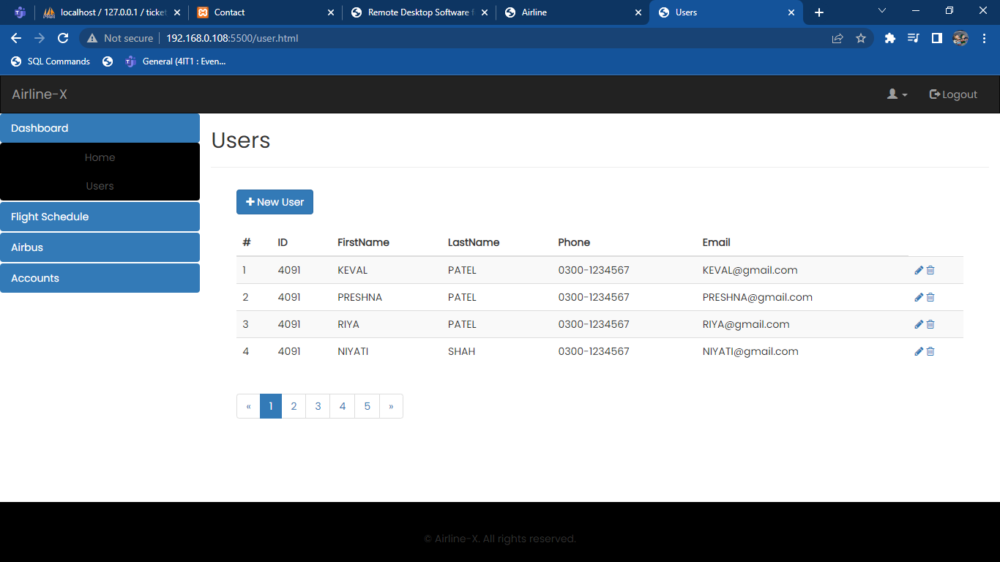 localhost / 127.0.0.1 / ticket
Contact
Remote Desktop Software f
Airline
Users
Not secure 192.168.0.108:5500/user.html
SQL Commands
General (4IT1 : Even...
Airline-X
Logout
Dashboard
Home
Users
Flight Schedule
Airbus
Accounts
Users
New User
# ID FirstName LastName Phone Email
1 4091 KEVAL PATEL 0300-1234567 KEVAL@gmail.com
2 4091 PRESHNA PATEL 0300-1234567 PRESHNA@gmail.com
3 4091 RIYA PATEL 0300-1234567 RIYA@gmail.com
4 4091 NIYATI SHAH 0300-1234567 NIYATI@gmail.com
« 1 2 3 4 5 »
© Airline-X. All rights reserved.